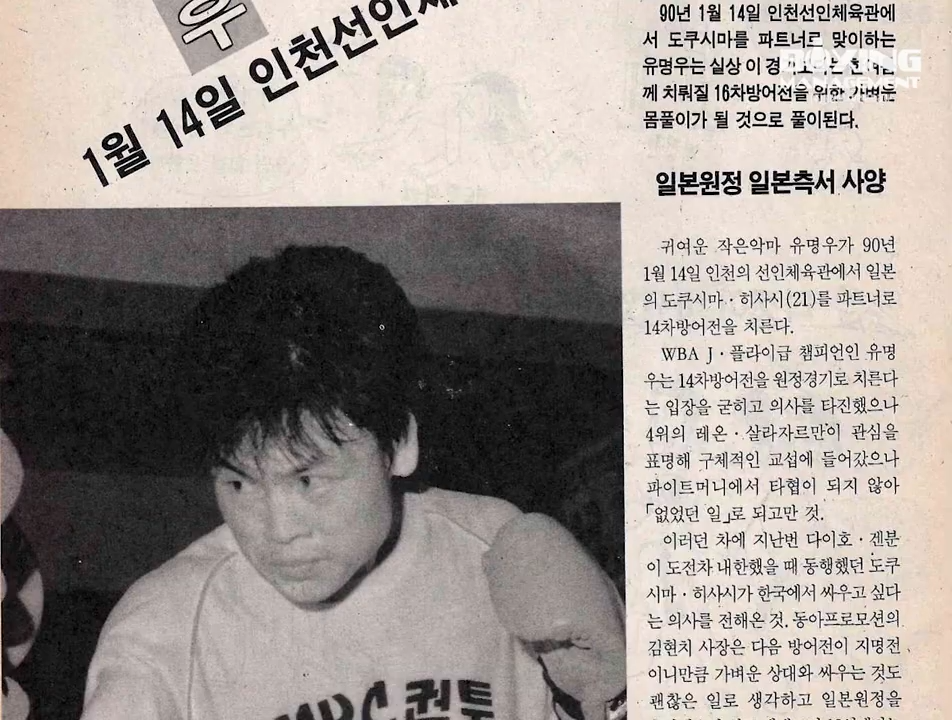 우
1월 14일 인천선인체
90년 1월 14일 인천선인체육관에
서 도쿠시마를 파트너로 맞이하는
유명우는 실상 이 경
께 치뤄질 16차방어전을 위한 가벼운
몸풀이가 될 것으로 풀이된다.
BOXING
MANAGEMENT
일본원정 일본측서 사양
귀여운 작은악마 유명우가 90년
1월 14일 인천의 선인체육관에서 일본
의 도쿠시마·히사시(21)를 파트너로
14차방어전을 치른다.
WBA J·플라이급 챔피언인 유명
우는 14차방어전을 원정경기로 치른다
는 입장을 굳히고 의사를 타진했으나
4위의 레온·살라자르만이 관심을
표명해 구체적인 교섭에 들어갔으나
파이트머니에서 타협이 되지 않아
「없었던 일」로 되고만 것.
이러던 차에 지난번 다이호·겐분
이 도전차 내한했을 때 동행했던 도쿠
시마·히사시가 한국에서 싸우고 싶다
는 의사를 전해온 것. 동아프로모션의
김현치 사장은 다음 방어전이 지명전
이니만큼 가벼운 상대와 싸우는 것도
괜찮은 일로 생각하고 일본원정을
MBC 권투